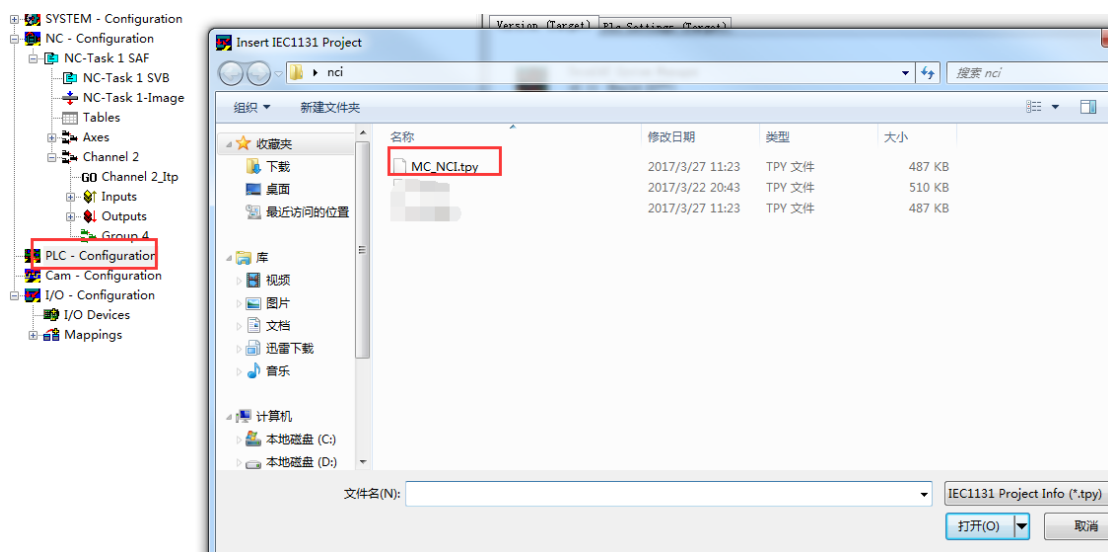 SYSTEM - Configuration
NC - Configuration
NC-Task 1 SAF
NC-Task 1 SVB
NC-Task 1-Image
Tables
Axes
Channel 2
GO Channel 2_Itp
Inputs
Outputs
Group 4
PLC - Configuration
Cam - Configuration
I/O - Configuration
I/O Devices
Mappings
Version (Target) Plc Settings (Target)
Insert IEC1131 Project
nci
搜索 nci
组织 新建文件夹
收藏夹
下载
桌面
最近访问的位置
库
视频
图片
文档
迅雷下载
音乐
计算机
本地磁盘 (C:)
本地磁盘 (D:)
名称 修改日期 类型 大小
MC_NCI.tpy 2017/3/27 11:23 TPY 文件 487 KB
2017/3/22 20:43 TPY 文件 510 KB
2017/3/27 11:23 TPY 文件 487 KB
文件名(N): IEC1131 Project Info (*.tpy)
打开(O) 取消